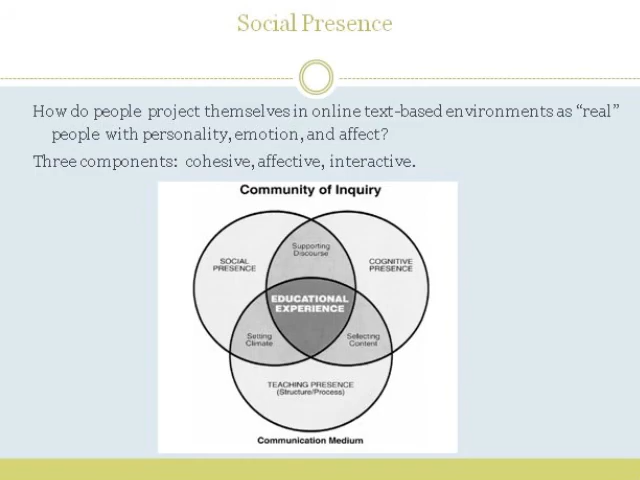 Social Presence
How do people project themselves in online text-based environments as “real”
people with personality, emotion, and affect?
Three components: cohesive, affective, interactive.
Community of Inquiry
Supporting
Discourse
SOCIAL
PRESENCE
COGNITIVE
PRESENCE
EDUCATIONAL
EXPERIENCE
Setting
Climate
Selecting
Content
TEACHING PRESENCE
(Structure/Process)
Communication Medium